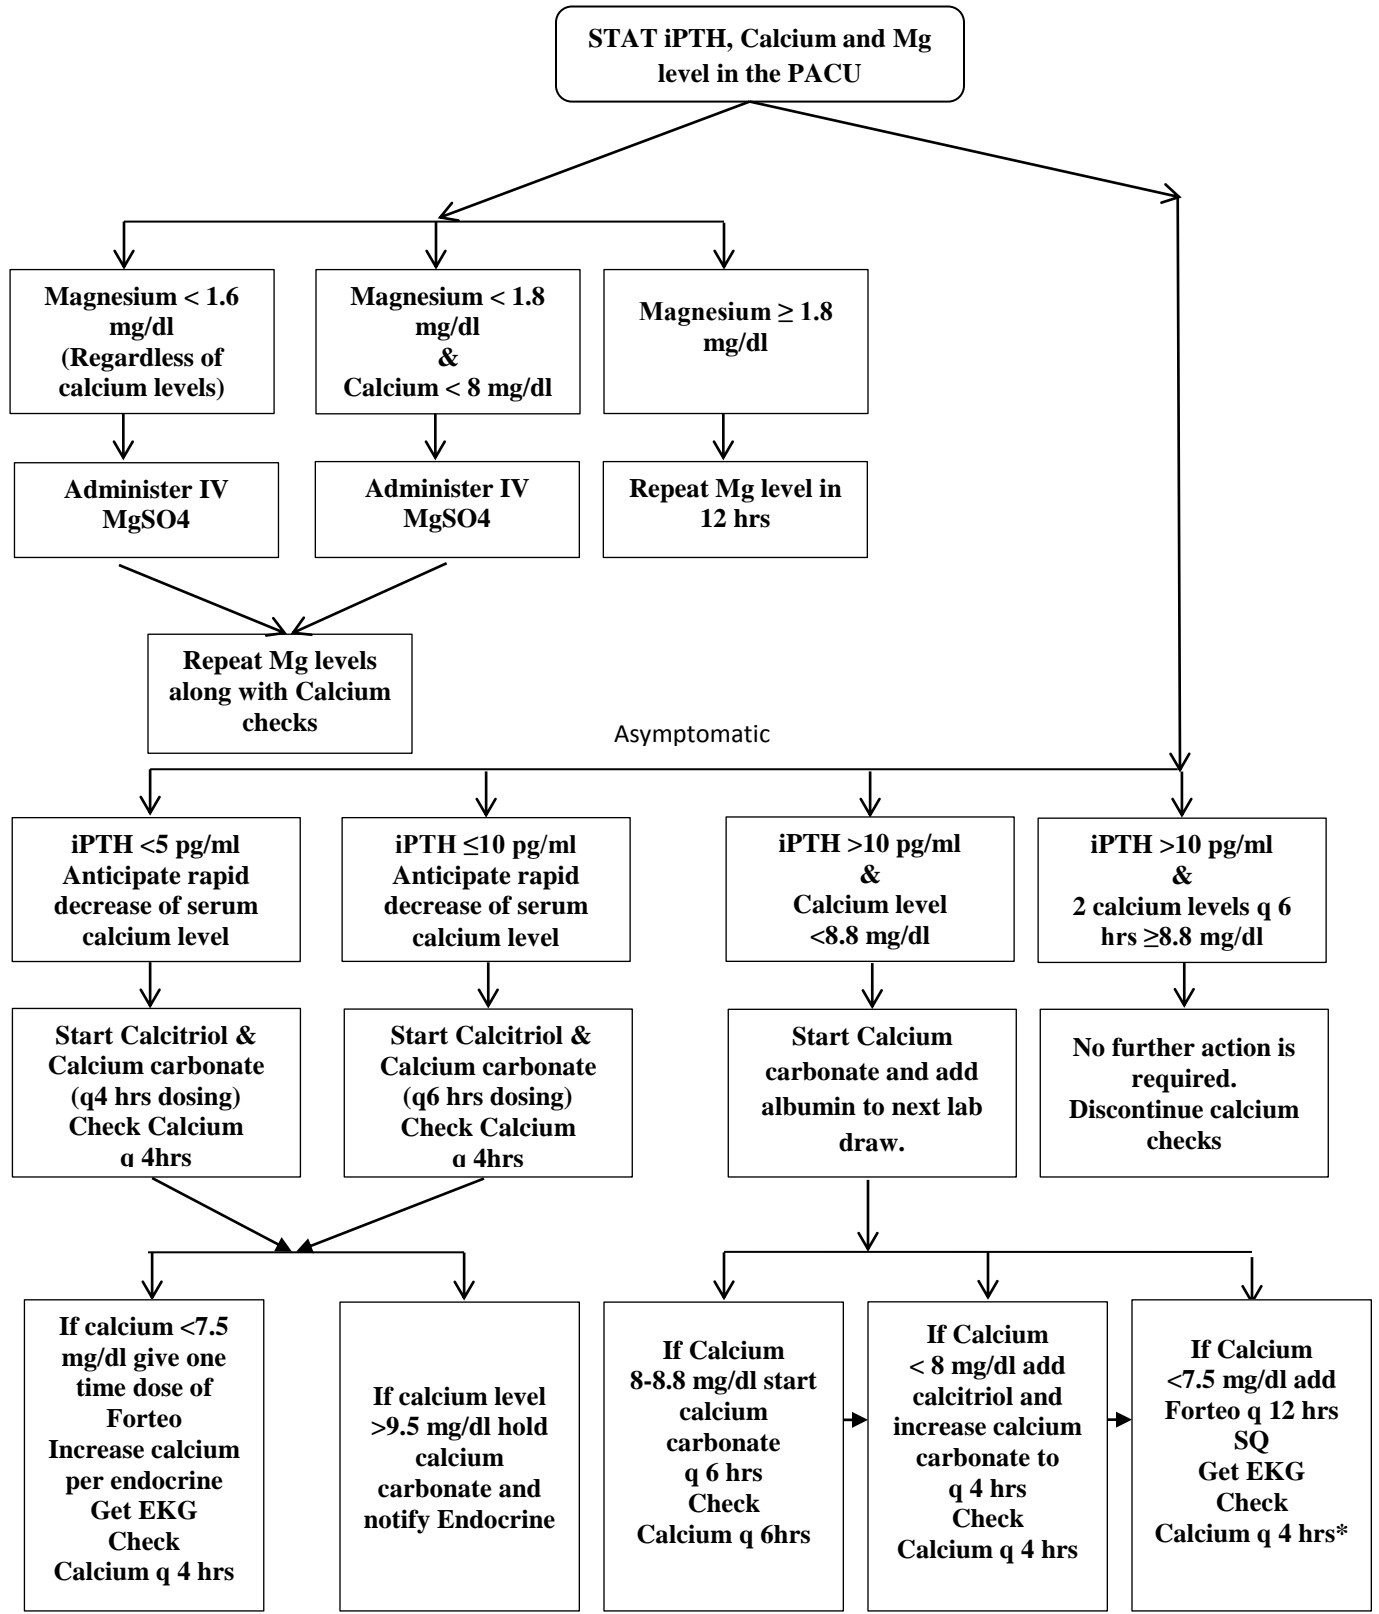 STAT iPTH, Calcium and Mg
level in the PACU
Magnesium < 1.6
mg/dl
(Regardless of
calcium levels)
Magnesium < 1.8
mg/dl
&
Calcium < 8 mg/dl
Magnesium ≥ 1.8
mg/dl
Administer IV
MgSO4
Administer IV
MgSO4
Repeat Mg level in
12 hrs
Repeat Mg levels
along with Calcium
checks
Asymptomatic
iPTH <5 pg/ml
Anticipate rapid
decrease of serum
calcium level
iPTH ≤10 pg/ml
Anticipate rapid
decrease of serum
calcium level
iPTH >10 pg/ml
&
Calcium level
<8.8 mg/dl
iPTH >10 pg/ml
&
2 calcium levels q 6
hrs ≥8.8 mg/dl
Start Calcitriol &
Calcium carbonate
(q4 hrs dosing)
Check Calcium
q 4hrs
Start Calcitriol &
Calcium carbonate
(q6 hrs dosing)
Check Calcium
q 4hrs
Start Calcium
carbonate and add
albumin to next lab
draw.
No further action is
required.
Discontinue calcium
checks
If calcium <7.5
mg/dl give one
time dose of
Forteo
Increase calcium
per endocrine
Get EKG
Check
Calcium q 4 hrs
If calcium level
>9.5 mg/dl hold
calcium
carbonate and
notify Endocrine
If Calcium
8-8.8 mg/dl start
calcium
carbonate
q 6 hrs
Check
Calcium q 6hrs
If Calcium
< 8 mg/dl add
calcitriol and
increase calcium
carbonate to
q 4 hrs
Check
Calcium q 4 hrs
If Calcium
<7.5 mg/dl add
Forteo q 12 hrs
SQ
Get EKG
Check
Calcium q 4 hrs*